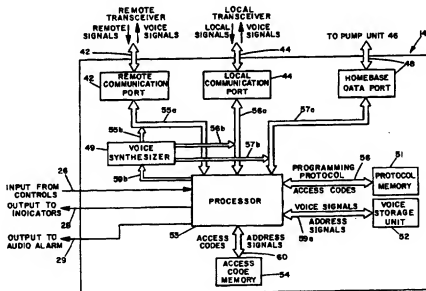 REMOTE TRANSCEIVER
LOCAL TRANSCEIVER
REMOTE SIGNALS
VOICE SIGNALS
LOCAL SIGNALS
VOICE SIGNALS
TO PUMP UNIT 46
14
42
44
48
REMOTE COMMUNICATION PORT
42
LOCAL COMMUNICATION PORT
44
HOMEBASE DATA PORT
55a
56a
57a
55b
56b
49
VOICE SYNTHESIZER
57b
59b
26
INPUT FROM CONTROLS
OUTPUT TO INDICATORS
28
OUTPUT TO AUDIO ALARM
29
PROCESSOR
53
PROGRAMMING PROTOCOL
58
51
ACCESS CODES
PROTOCOL MEMORY
VOICE SIGNALS
ADDRESS SIGNALS
59a
VOICE STORAGE UNIT
52
ACCESS CODES
ADDRESS SIGNALS
60
ACCESS CODE MEMORY
54